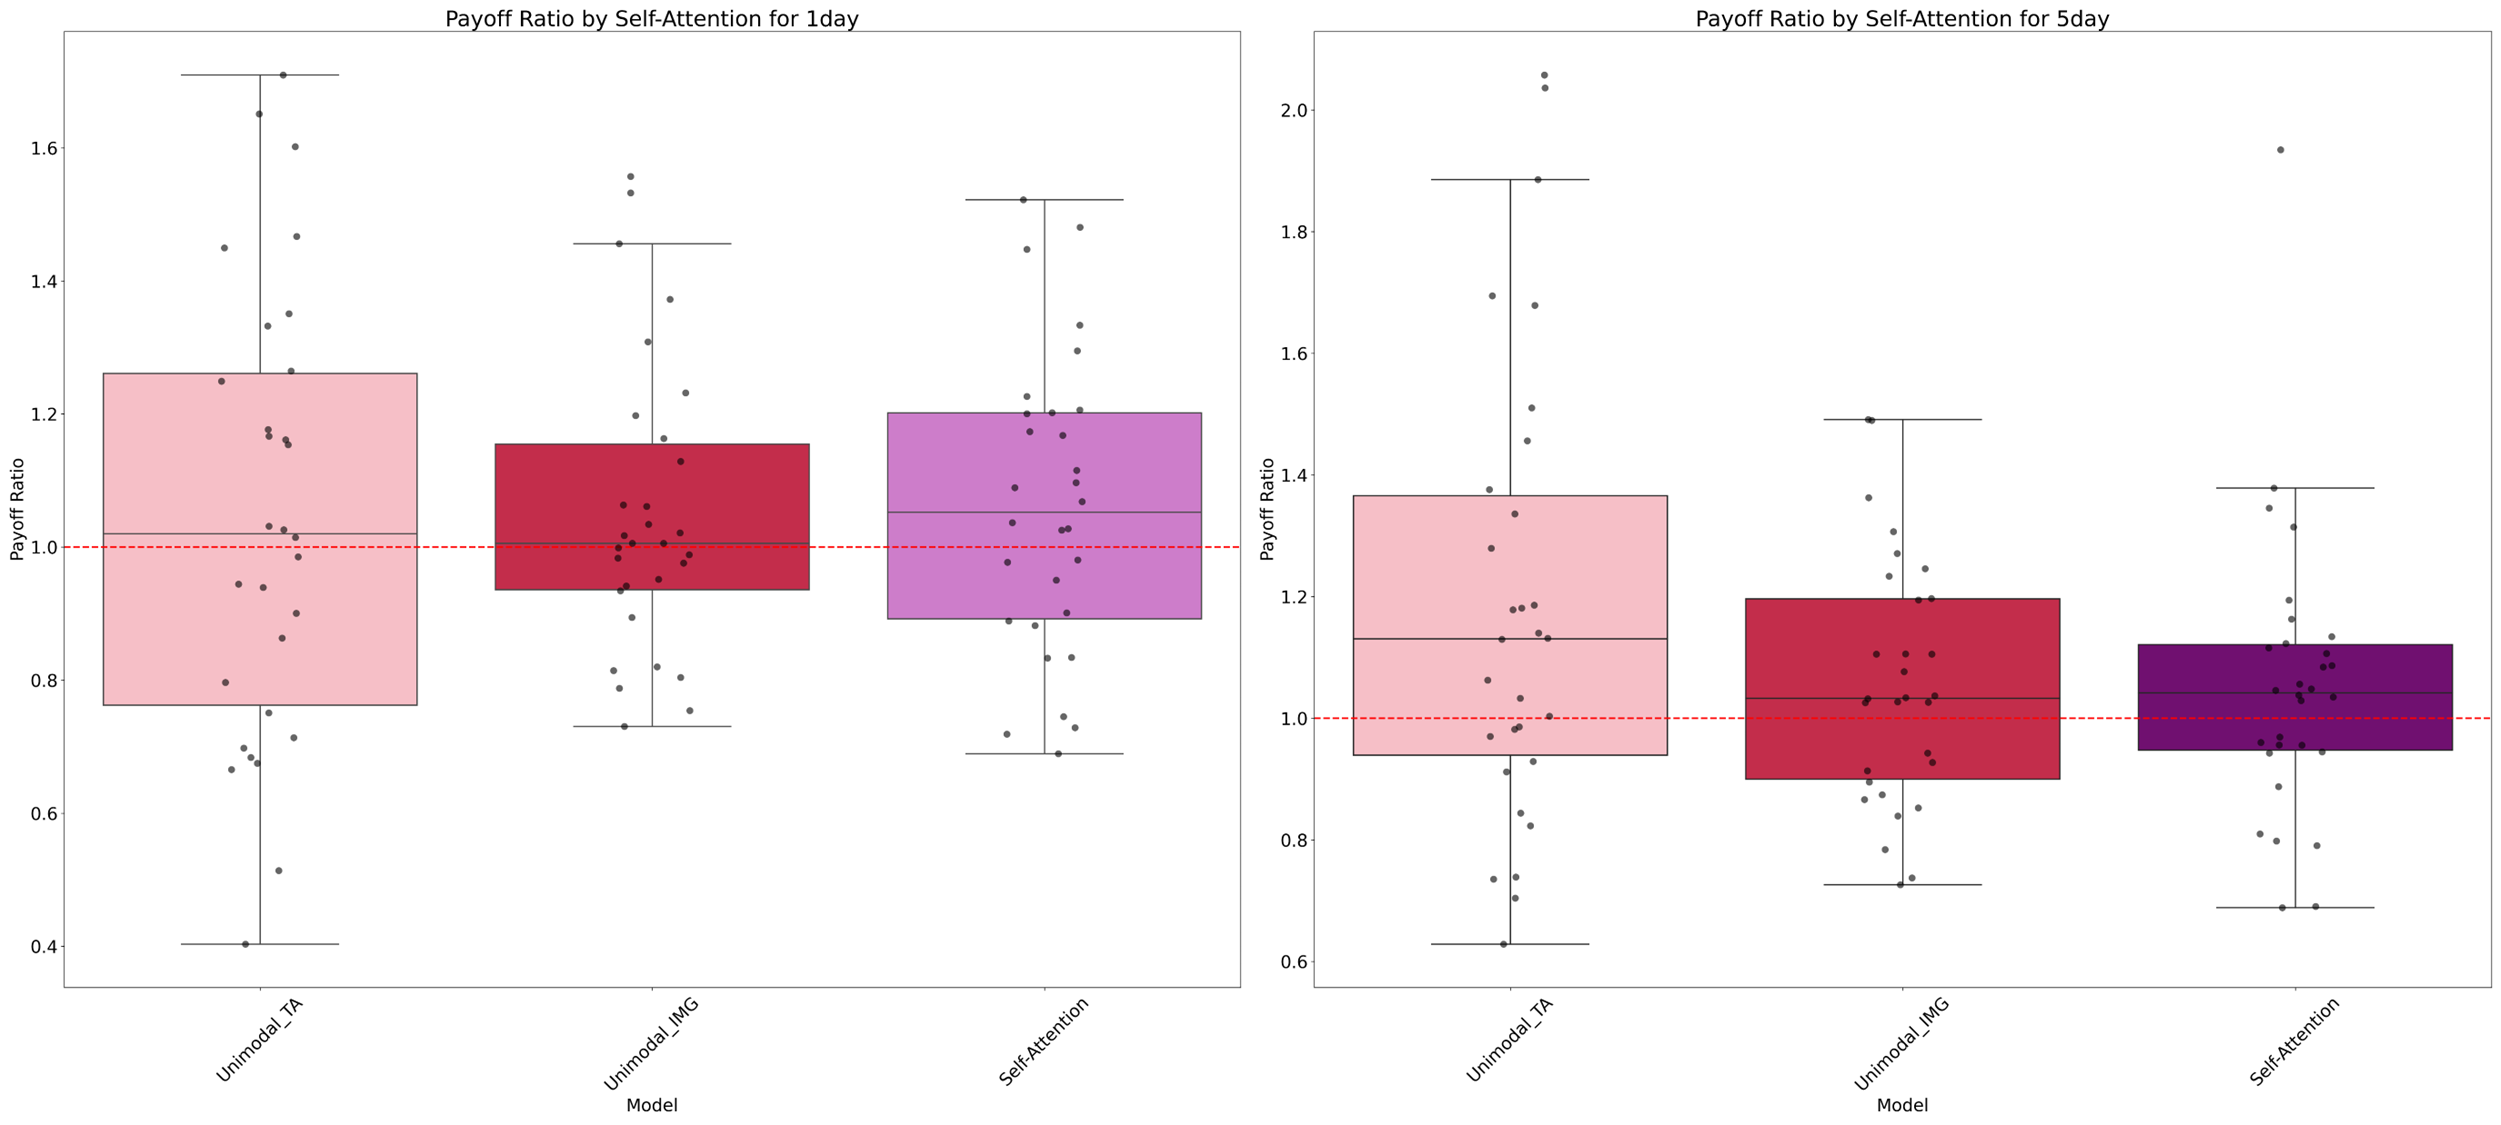 Payoff Ratio by Self-Attention for 1day
Payoff Ratio
1.6
1.4
1.2
1.0
0.8
0.6
0.4
Unimodal_TA
Unimodal_IMG
Self-Attention
Model
Payoff Ratio by Self-Attention for 5day
Payoff Ratio
2.0
1.8
1.6
1.4
1.2
1.0
0.8
0.6
Unimodal_TA
Unimodal_IMG
Self-Attention
Model